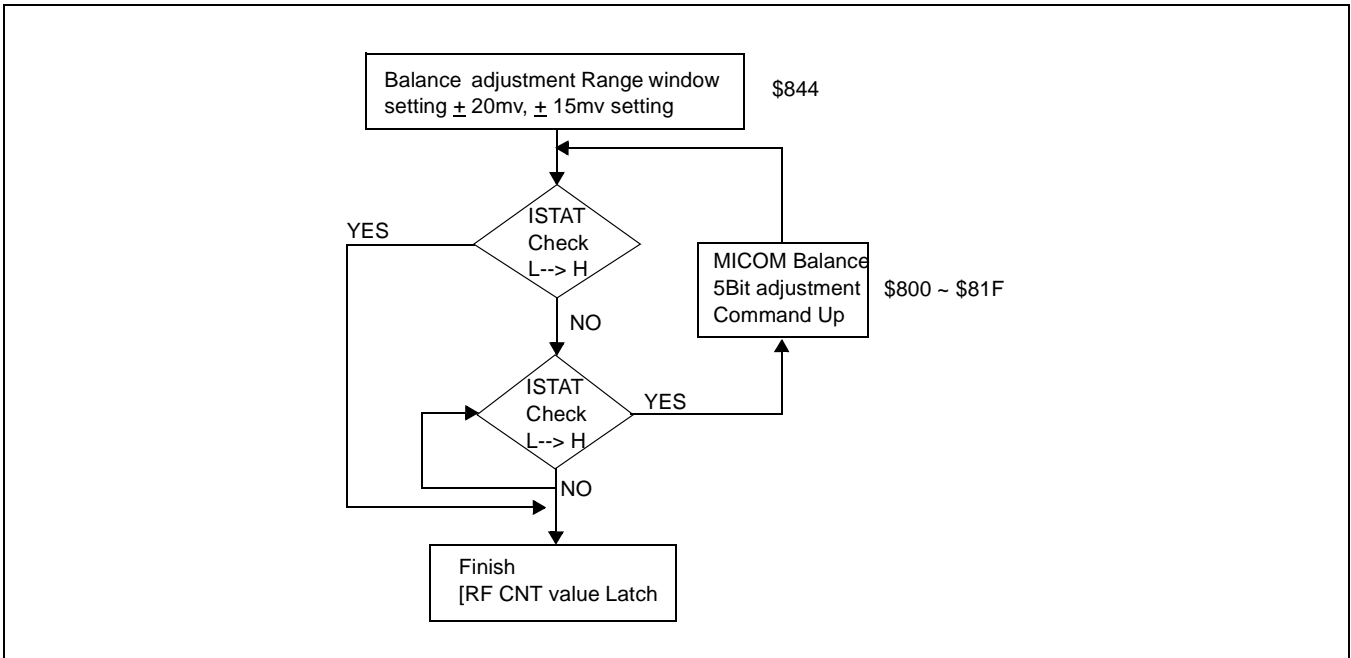 Balance adjustment Range window
setting ± 20mv, ± 15mv setting
$844
ISTAT
Check
L--> H
YES
NO
MICOM Balance
5Bit adjustment
Command Up
$800 ~ $81F
ISTAT
Check
L--> H
YES
NO
Finish
[RF CNT value Latch